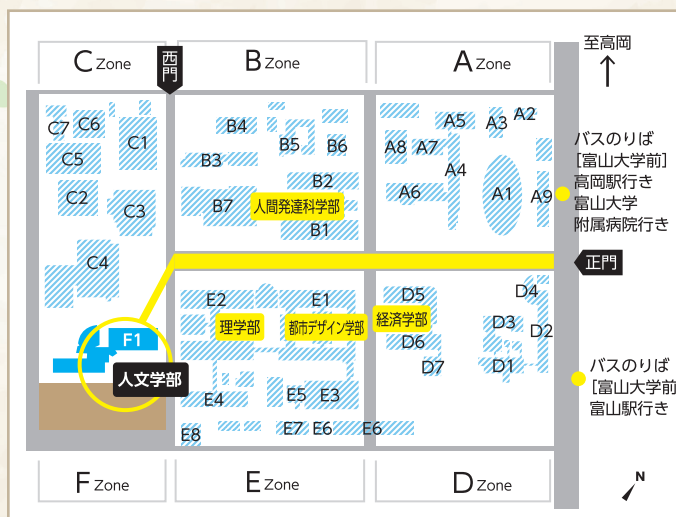 C Zone
西門
B Zone
A Zone
至高岡
C7
C6
C1
C5
C2
C3
C4
B4
B5
B6
B3
B2
B7
人間発達科学部
B1
A5
A3
A2
A8
A7
A4
A6
A1
A9
バスのりば
[富山大学前]
高岡駅行き
富山大学
附属病院行き
正門
F1
人文学部
E2
E1
理学部
都市デザイン学部
E4
E5
E3
E8
E7
E6
E6
D5
経済学部
D6
D7
D4
D3
D2
D1
バスのりば
[富山大学前
富山駅行き
F Zone
E Zone
D Zone
N